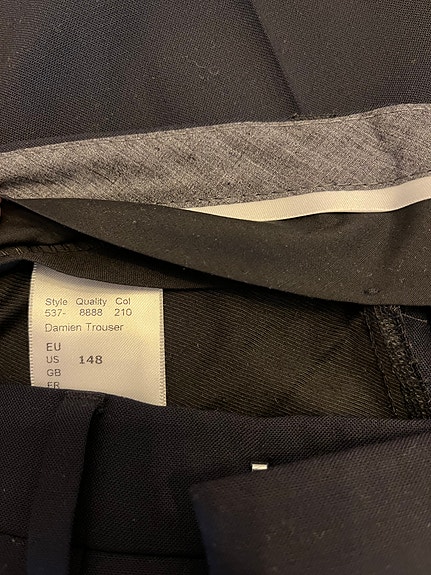 Style Quality Col
537- 8888 210
Damien Trouser
EU
US 148
GB
FR